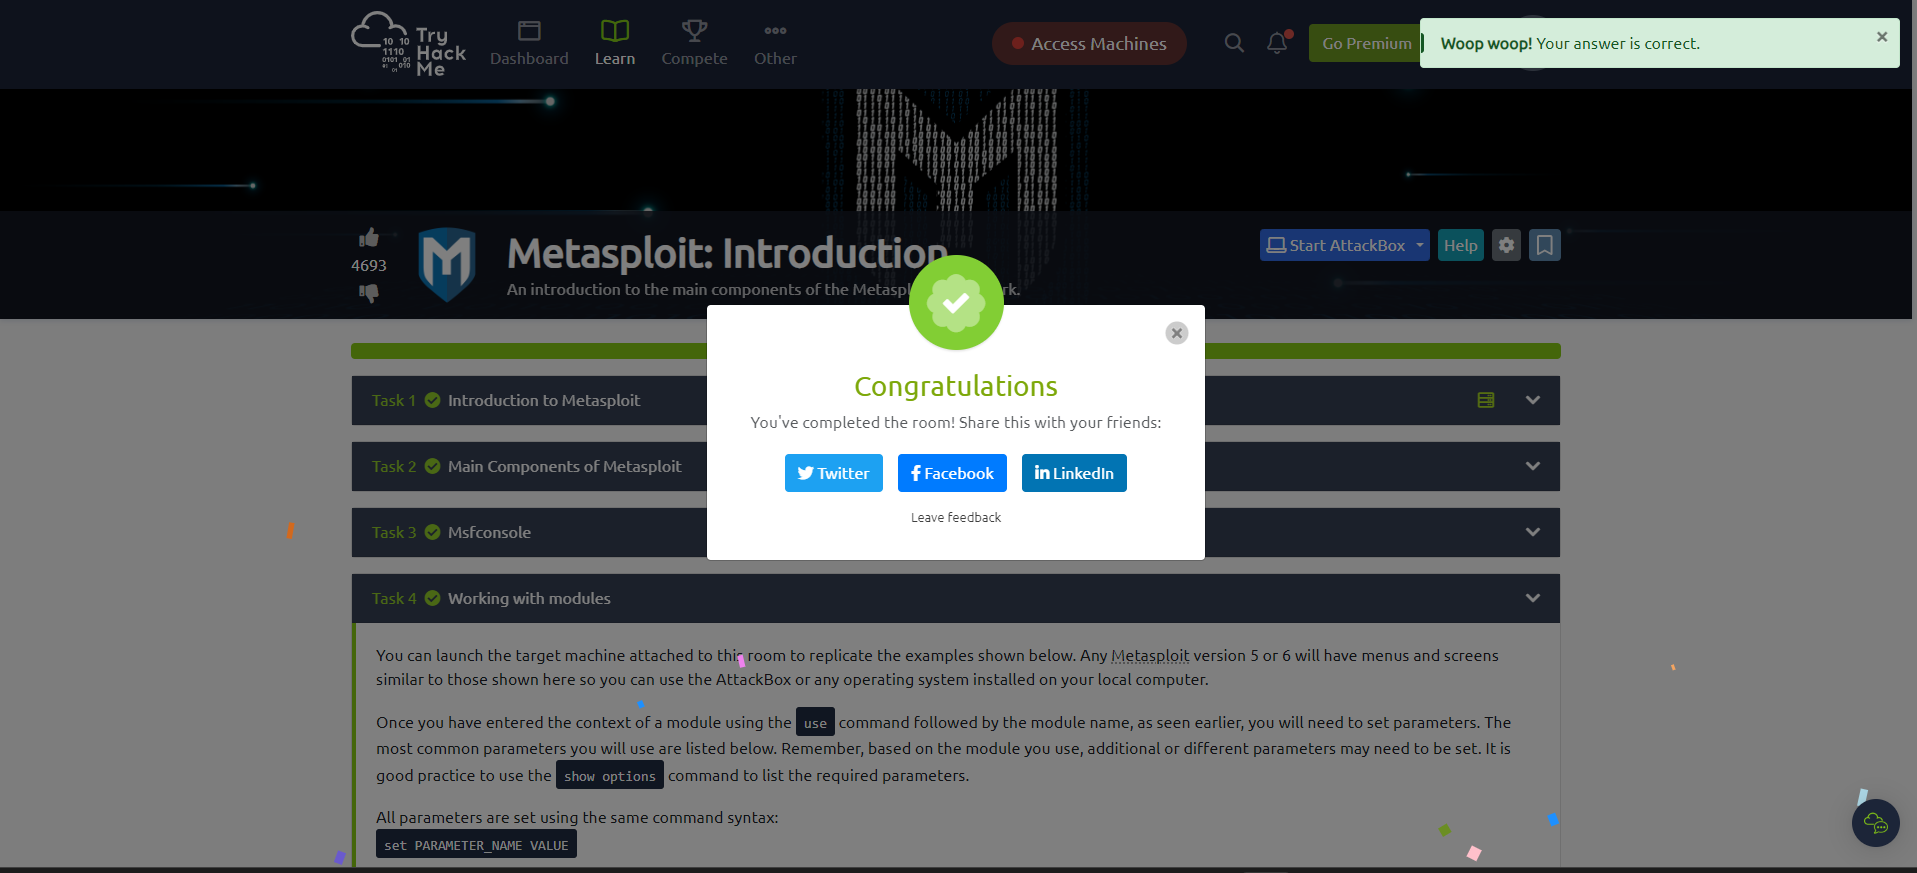 Try Hack Me
Dashboard
Learn
Compete
Other
Access Machines
Go Premium
Woop woop! Your answer is correct.
4693
Metasploit: Introduction
An introduction to the main components of the Metasp rk.
Start AttackBox
Help
Congratulations
You've completed the room! Share this with your friends:
Twitter
Facebook
LinkedIn
Leave feedback
Task 1 Introduction to Metasploit
Task 2 Main Components of Metasploit
Task 3 Msfconsole
Task 4 Working with modules
You can launch the target machine attached to this room to replicate the examples shown below. Any Metasploit version 5 or 6 will have menus and screens
similar to those shown here so you can use the AttackBox or any operating system installed on your local computer.
Once you have entered the context of a module using the use command followed by the module name, as seen earlier, you will need to set parameters. The
most common parameters you will use are listed below. Remember, based on the module you use, additional or different parameters may need to be set. It is
good practice to use the show options command to list the required parameters.
All parameters are set using the same command syntax:
set PARAMETER_NAME VALUE